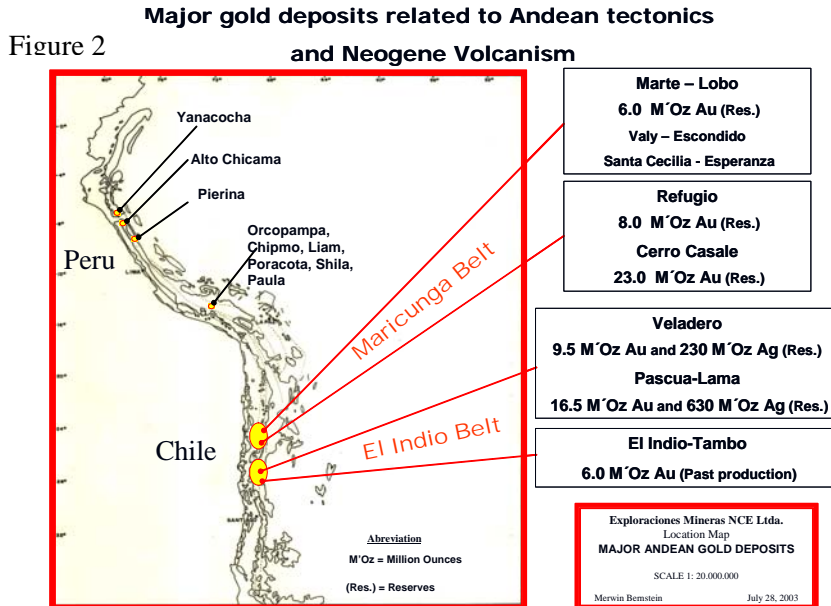 Major gold deposits related to Andean tectonics
Figure 2
and Neogene Volcanism
Yanacocha
Alto Chicama
Pierina
Orcopampa,
Chipmo, Liam,
Poracota, Shila,
Paula
Peru
Chile
Maricunga Belt
El Indio Belt
Marte – Lobo
6.0 M´Oz Au (Res.)
Valy – Escondido
Santa Cecilia - Esperanza
Refugio
8.0 M´Oz Au (Res.)
Cerro Casale
23.0 M´Oz Au (Res.)
Veladero
9.5 M´Oz Au and 230 M´Oz Ag (Res.)
Pascua-Lama
16.5 M´Oz Au and 630 M´Oz Ag (Res.)
El Indio-Tambo
6.0 M´Oz Au (Past production)
Abreviation
M'Oz = Million Ounces
(Res.) = Reserves
Exploraciones Mineras NCE Ltda.
Location Map
MAJOR ANDEAN GOLD DEPOSITS
SCALE 1: 20.000.000
Merwin Bernstein July 28, 2003